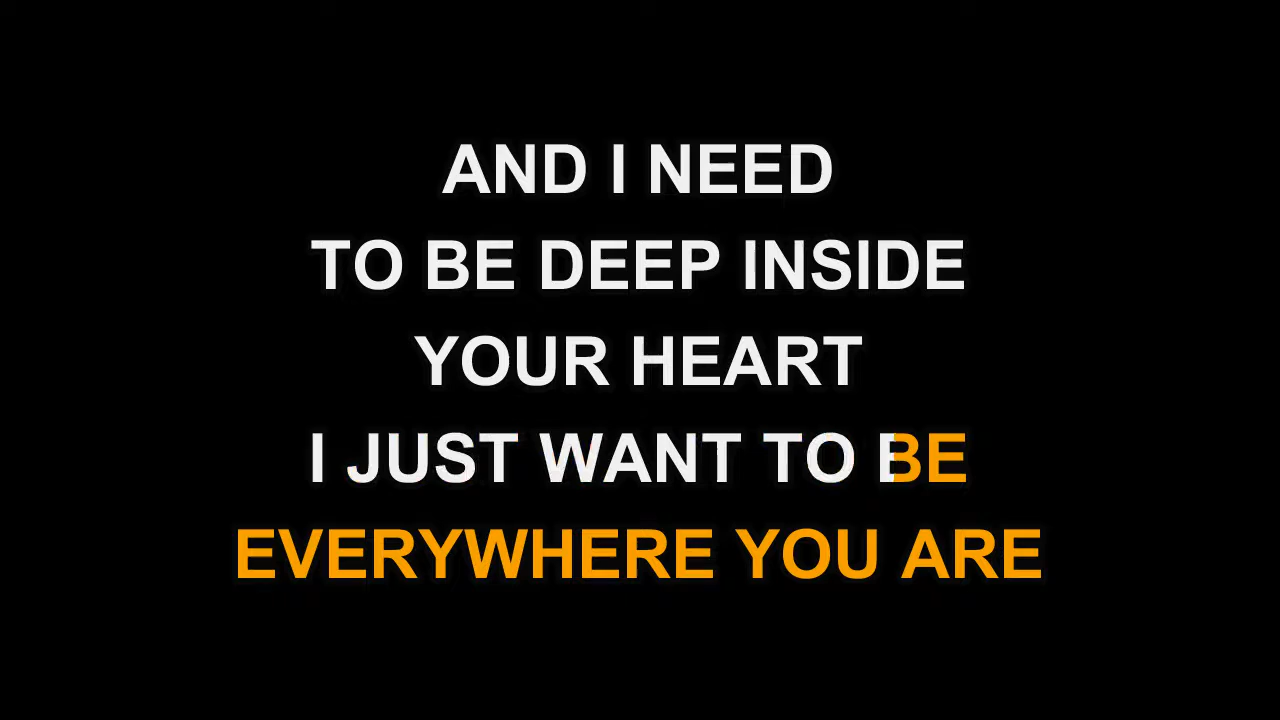 AND I NEED
TO BE DEEP INSIDE
YOUR HEART
I JUST WANT TO BE
EVERYWHERE YOU ARE